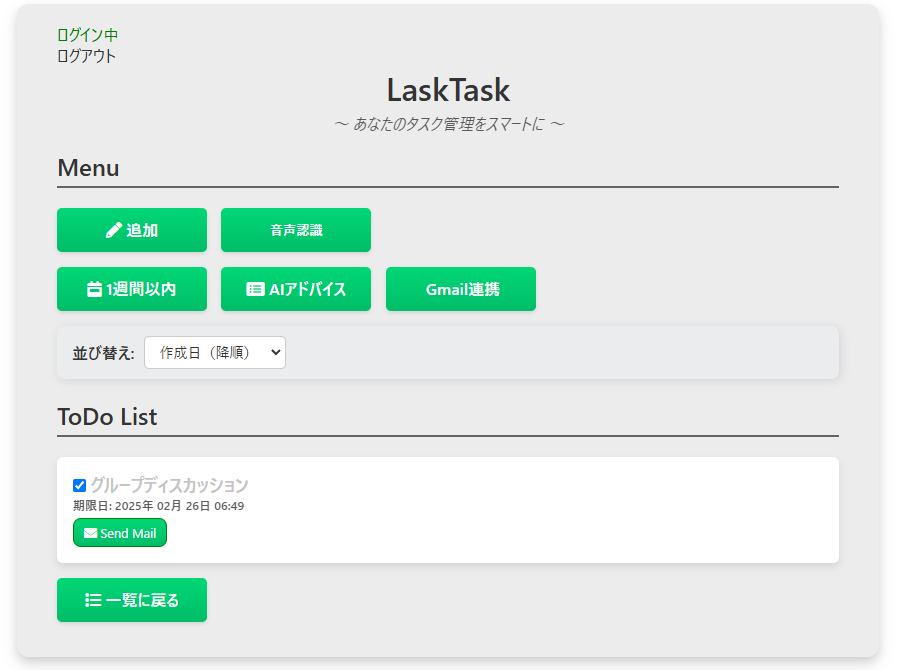 ログイン中
ログアウト
LaskTask
～ あなたのタスク管理をスマートに ～
Menu
追加
音声認識
1週間以内
AIアドバイス
Gmail連携
並び替え: 作成日（降順）
ToDo List
グループディスカッション
期限日: 2025年 02月 26日 06:49
Send Mail
一覧に戻る